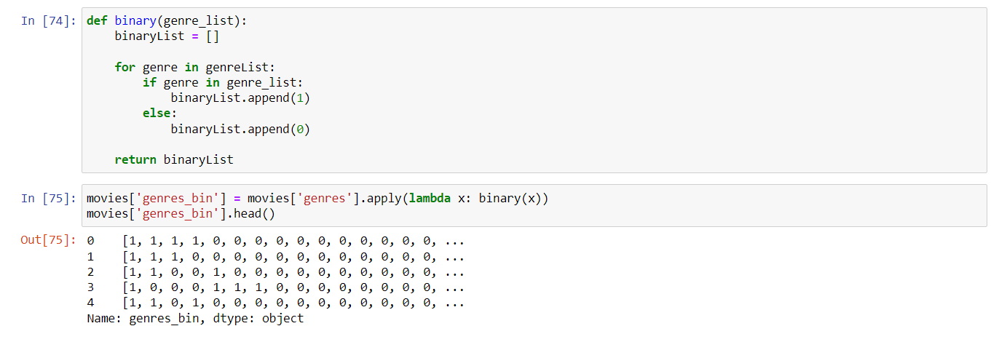 In [74]: def binary(genre_list):
    binaryList = []
    for genre in genreList:
        if genre in genre_list:
            binaryList.append(1)
        else:
            binaryList.append(0)
    return binaryList
In [75]: movies['genres_bin'] = movies['genres'].apply(lambda x: binary(x))
movies['genres_bin'].head()
Out[75]: 0    [1, 1, 1, 1, 0, 0, 0, 0, 0, 0, 0, 0, 0, 0, 0, ...
1    [1, 1, 1, 0, 0, 0, 0, 0, 0, 0, 0, 0, 0, 0, 0, ...
2    [1, 1, 0, 0, 1, 0, 0, 0, 0, 0, 0, 0, 0, 0, 0, ...
3    [1, 0, 0, 0, 1, 1, 1, 0, 0, 0, 0, 0, 0, 0, 0, ...
4    [1, 1, 0, 1, 0, 0, 0, 0, 0, 0, 0, 0, 0, 0, 0, ...
Name: genres_bin, dtype: object